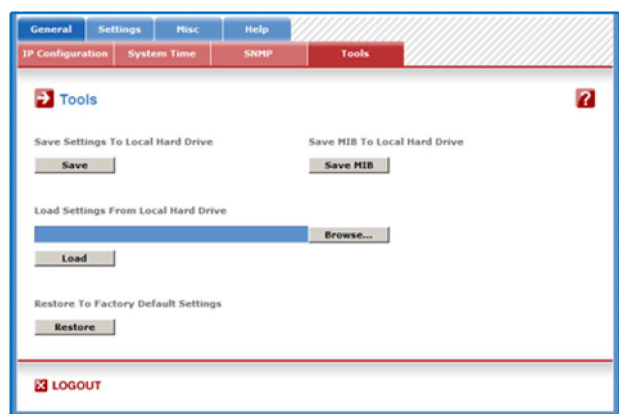 General Settings Misc Help
IP Configuration System Time SNMP Tools
Tools ?
Save Settings To Local Hard Drive Save MIB To Local Hard Drive
Save Save MIB
Load Settings From Local Hard Drive
Browse...
Load
Restore To Factory Default Settings
Restore
LOGOUT